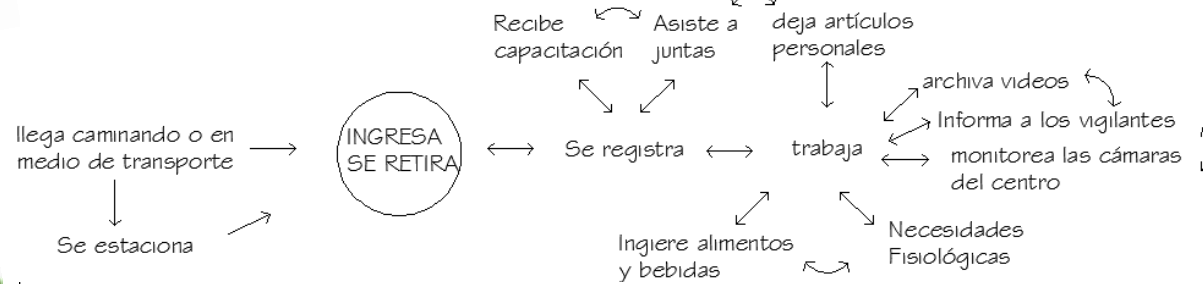 Recibe
capacitación
Asiste a
juntas
deja artículos
personales
archiva videos
Informa a los vigilantes
monitorea las cámaras
del centro
llega caminando o en
medio de transporte
INGRESA
SE RETIRA
Se registra
trabaja
Se estaciona
Ingiere alimentos
y bebidas
Necesidades
Fisiológicas